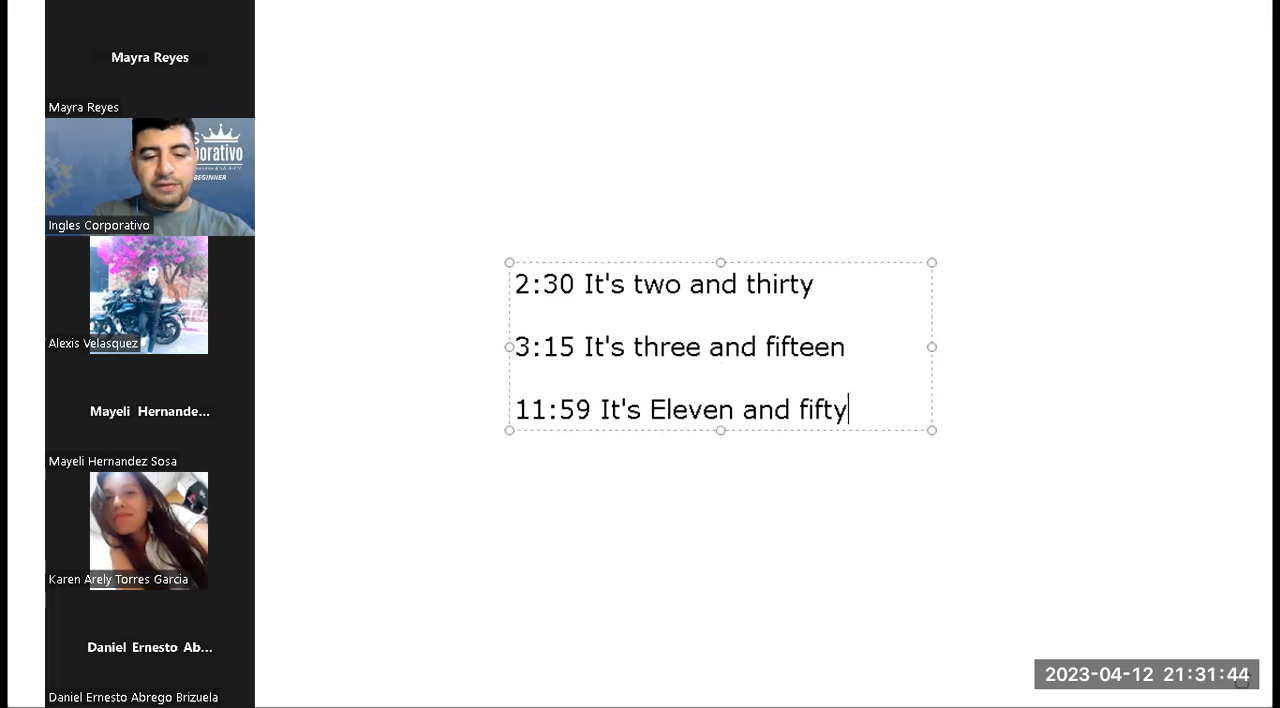 Mayra Reyes
Mayra Reyes
S
porativo
BEGINNER
Ingles Corporativo
Alexis Velasquez
Mayeli Hernande...
Mayeli Hernandez Sosa
Karen Arely Torres Garcia
Daniel Ernesto Ab...
Daniel Ernesto Abrego Brizuela
2:30 It's two and thirty
3:15 It's three and fifteen
11:59 It's Eleven and fifty
2023-04-12 21:31:44